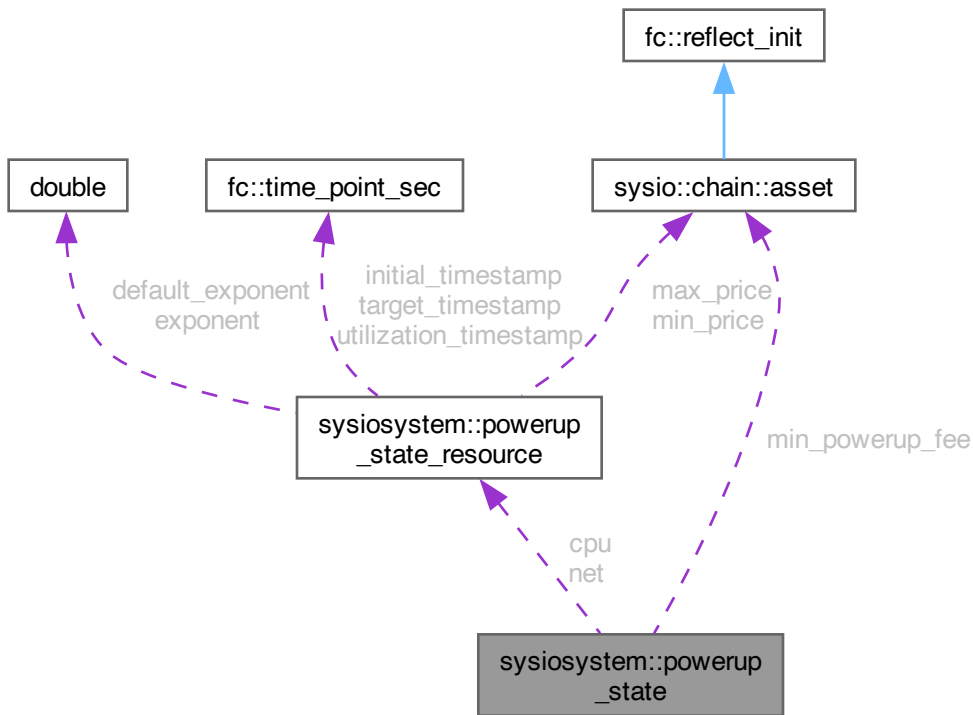 fc::reflect_init
double
fc::time_point_sec
sysio::chain::asset
default_exponent
exponent
initial_timestamp
target_timestamp
utilization_timestamp
max_price
min_price
sysiosystem::powerup
_state_resource
min_powerup_fee
cpu
net
sysiosystem::powerup
_state